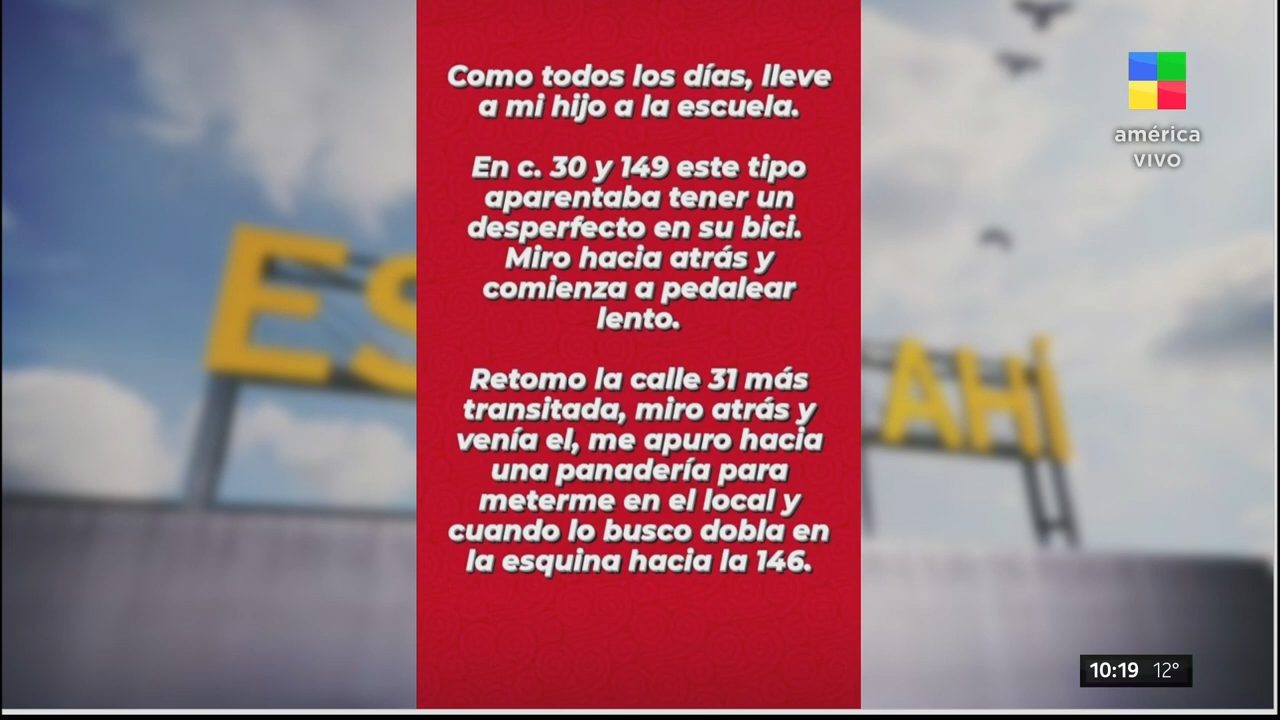 Como todos los días, lleve
a mi hijo a la escuela.
En c. 30 y 149 este tipo
aparentaba tener un
desperfecto en su bici.
Miro hacia atrás y
comienza a pedalear
lento.
Retomo la calle 31 más
transitada, miro atrás y
venía el, me apuro hacia
una panadería para
meterme en el local y
cuando lo busco dobla en
la esquina hacia la 146.
ES
AHÍ
américa
VIVO
10:19 12°